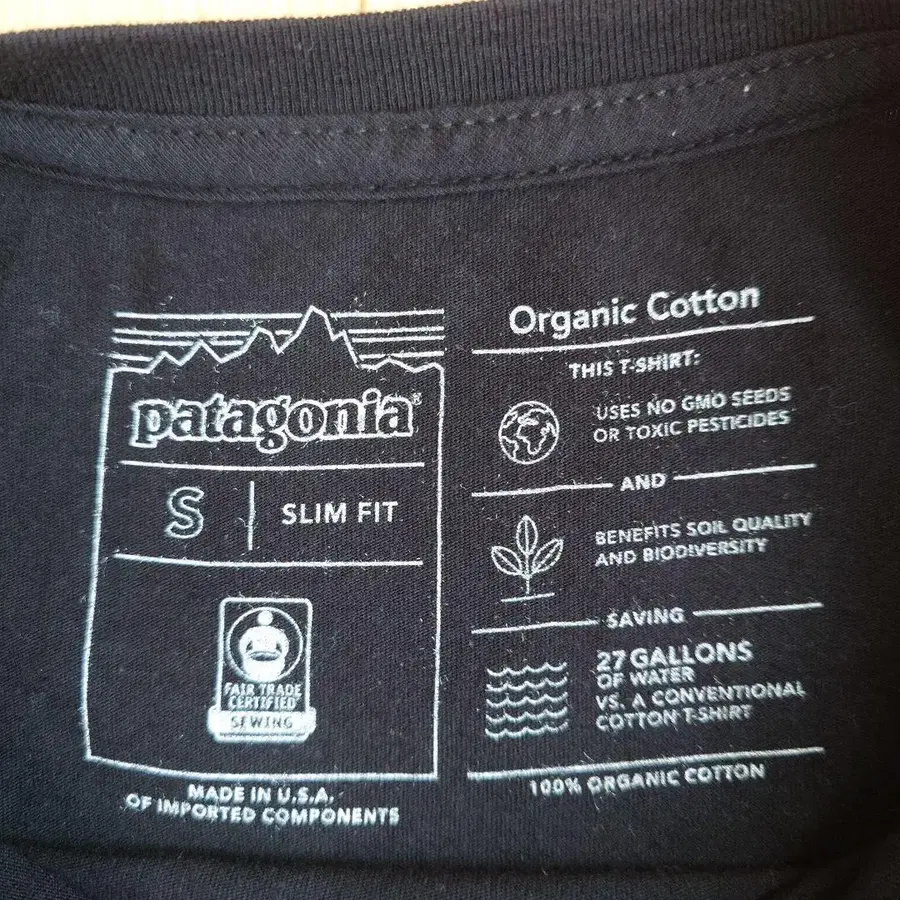 patagonia®
S | SLIM FIT
FAIR TRADE
CERTIFIED
SEWING
MADE IN U.S.A.
OF IMPORTED COMPONENTS
Organic Cotton
THIS T-SHIRT:
USES NO GMO SEEDS
OR TOXIC PESTICIDES
AND
BENEFITS SOIL QUALITY
AND BIODIVERSITY
SAVING
27 GALLONS
OF WATER
VS. A CONVENTIONAL
COTTON T-SHIRT
100% ORGANIC COTTON